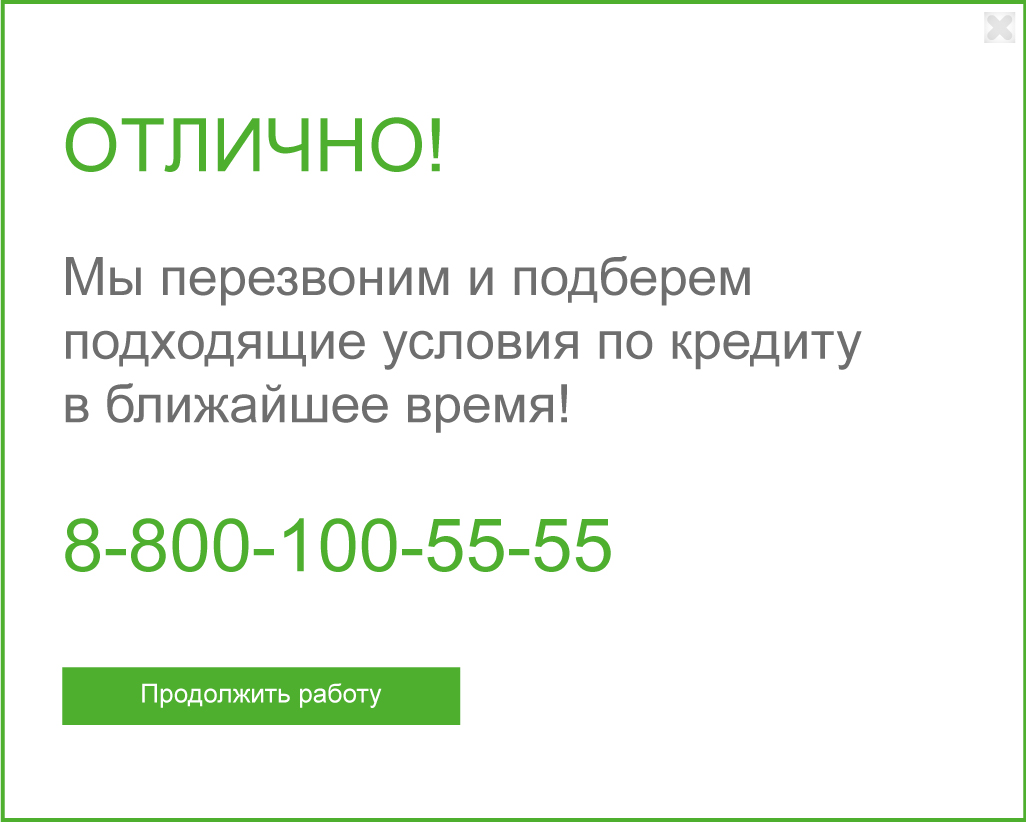 ОТЛИЧНО!
Мы перезвоним и подберем
подходящие условия по кредиту
в ближайшее время!
8-800-100-55-55
Продолжить работу